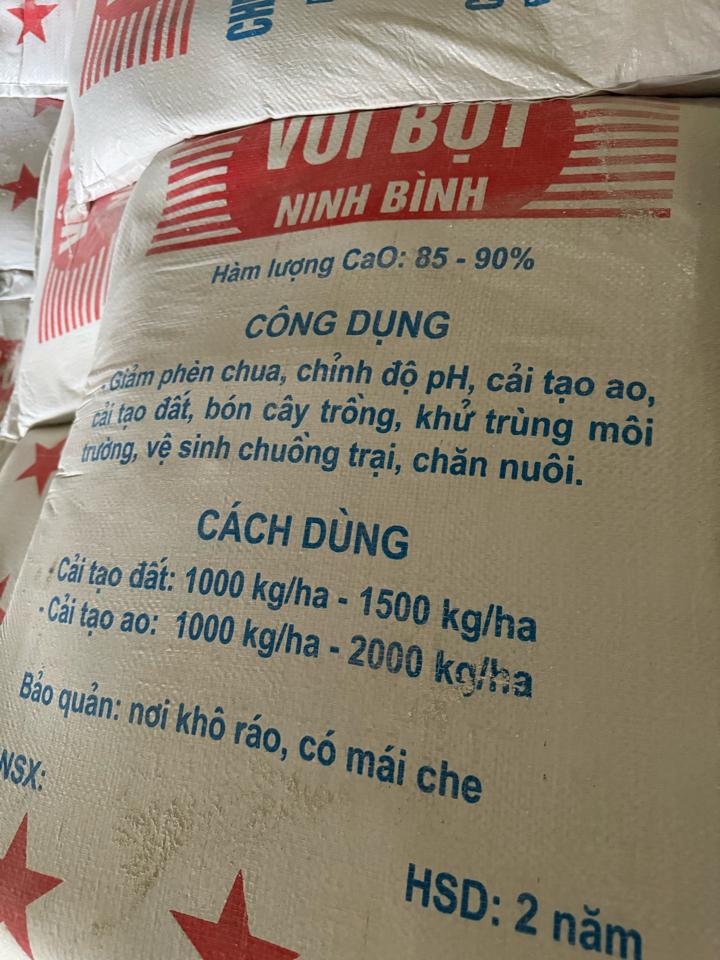 VÔI BỘT
NINH BÌNH
Hàm lượng CaO: 85 - 90%
CÔNG DỤNG
. Giảm phèn chua, chỉnh độ pH, cải tạo ao,
cải tạo đất, bón cây trồng, khử trùng môi
trường, vệ sinh chuồng trại, chăn nuôi.
CÁCH DÙNG
- Cải tạo đất: 1000 kg/ha - 1500 kg/ha
- Cải tạo ao: 1000 kg/ha - 2000 kg/ha
Bảo quản: nơi khô ráo, có mái che
NSX:
HSD: 2 năm